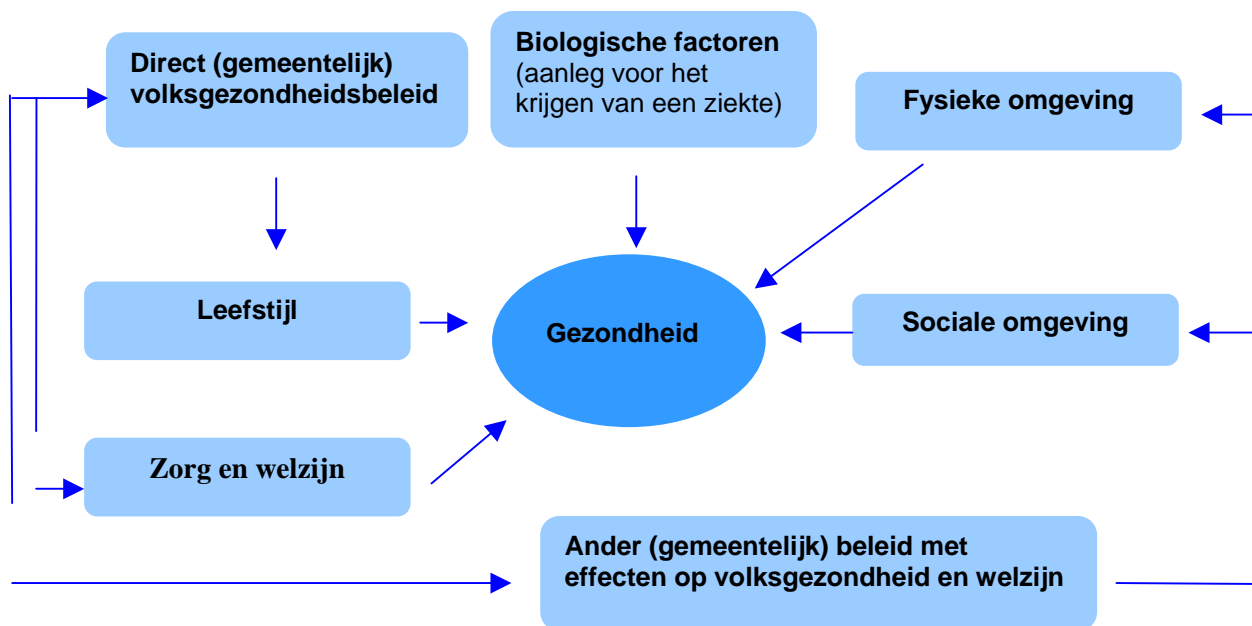 Direct (gemeentelijk)
volksgezondheidsbeleid
Biologische factoren
(aanleg voor het
krijgen van een ziekte)
Fysieke omgeving
Leefstijl
Gezondheid
Sociale omgeving
Zorg en welzijn
Ander (gemeentelijk) beleid met
effecten op volksgezondheid en welzijn